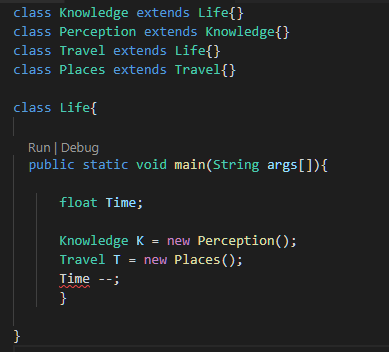 class Knowledge extends Life{}
class Perception extends Knowledge{}
class Travel extends Life{}
class Places extends Travel{}
class Life{
Run | Debug
public static void main(String args[]){
float Time;
Knowledge K = new Perception();
Travel T = new Places();
Time --;
}
}